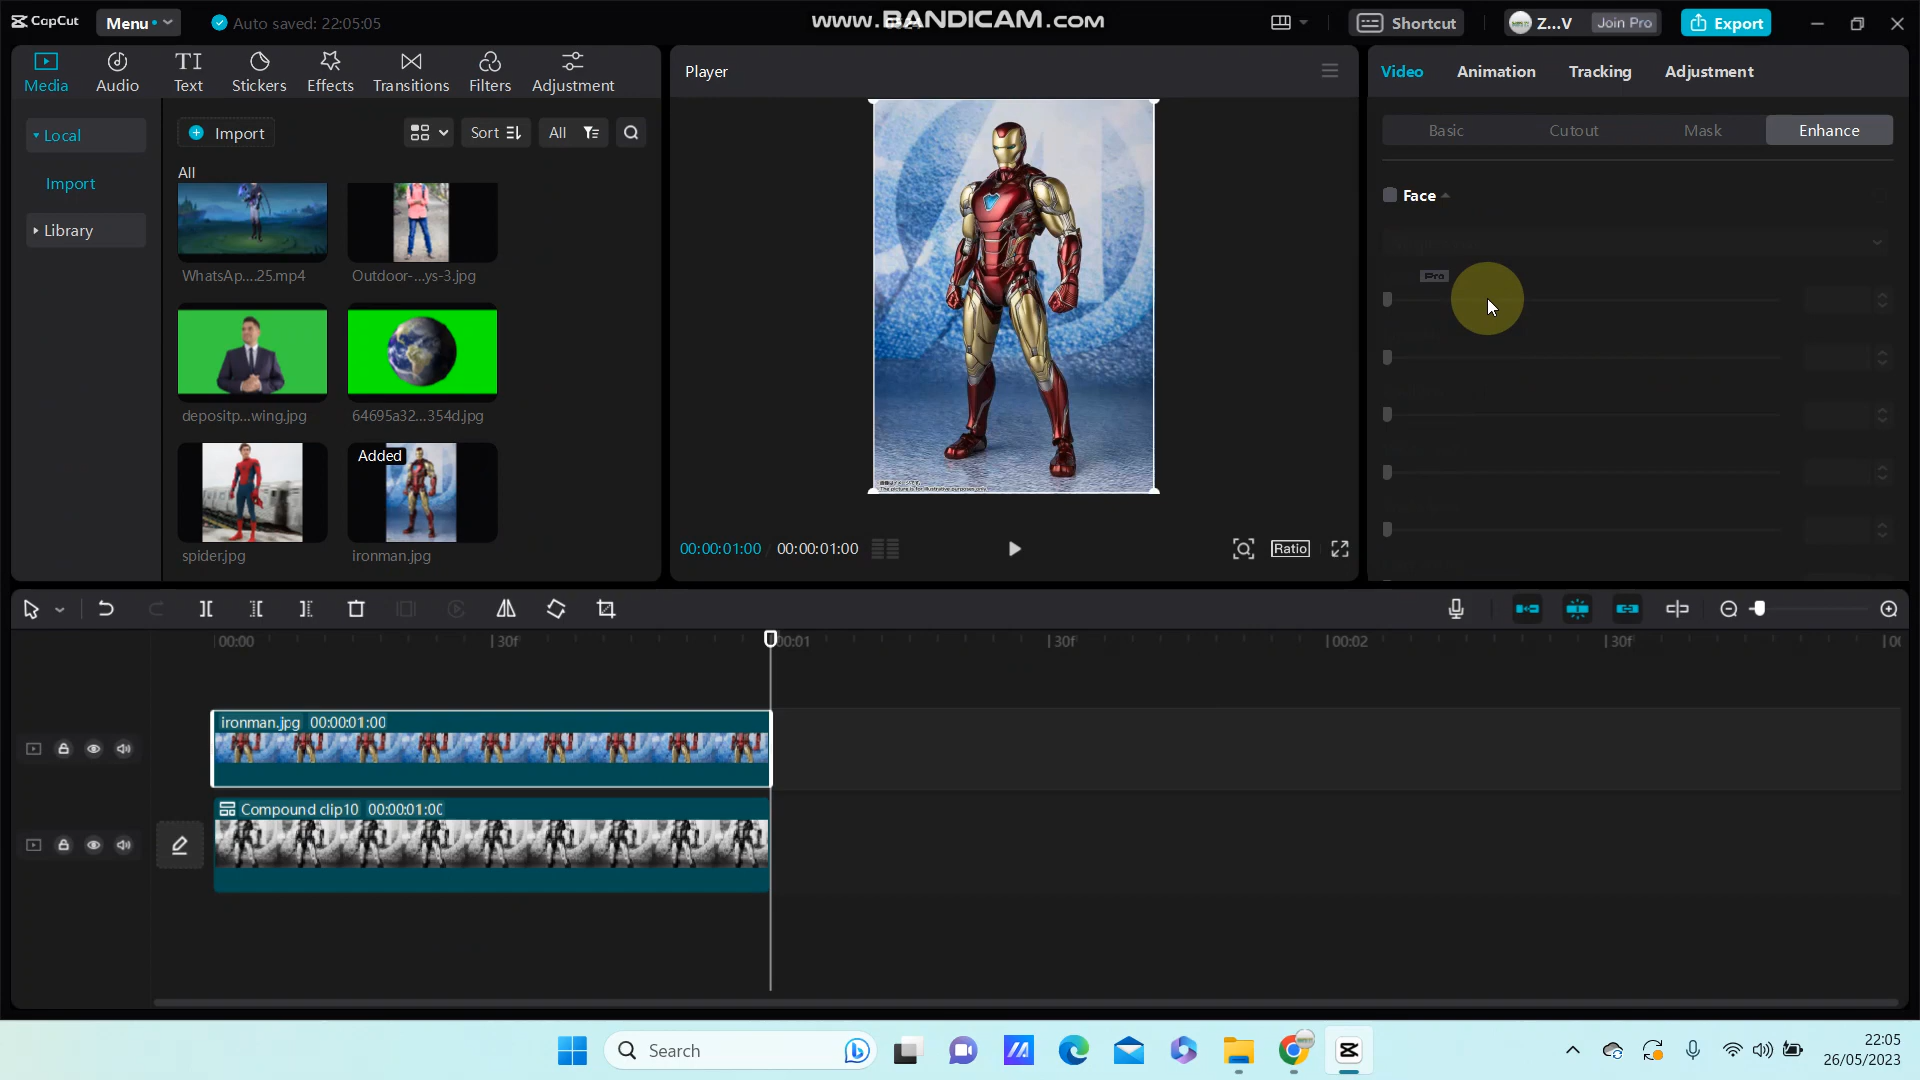 CapCut
Menu
Auto saved: 22:05:05
www.BANDICAM.com
Shortcut
Z...V
Join Pro
Export
Media
Audio
Text
Stickers
Effects
Transitions
Filters
Adjustment
Local
Import
Library
Import
Sort
All
All
WhatsAp....25.mp4
Outdoor-...ys-3.jpg
depositp...wing.jpg
64695a32...354d.jpg
Added
spider.jpg
ironman.jpg
Player
00:00:01:00
00:00:01:00
Ratio
Video
Animation
Tracking
Adjustment
Basic
Cutout
Mask
Enhance
Face
Pro
00:00
30f
00:01
30f
00:02
30f
ironman.jpg 00:00:01:00
Compound clip10 00:00:01:00
Search
22:05
26/05/2023